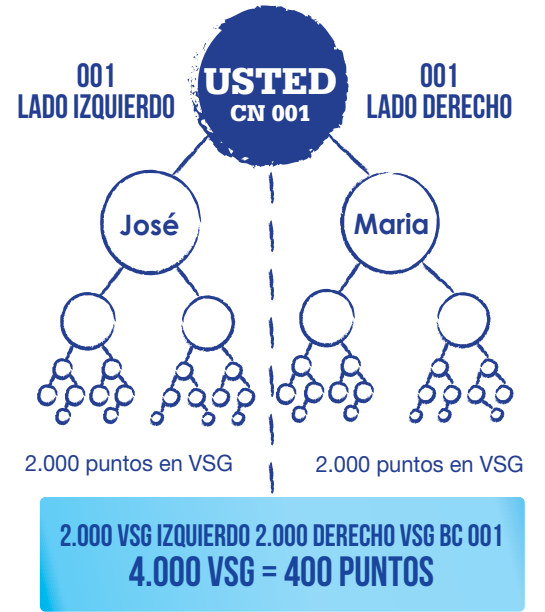 USTED
CN 001
001
LADO IZQUIERDO
001
LADO DERECHO
José
Maria
2.000 puntos en VSG
2.000 puntos en VSG
2.000 VSG IZQUIERDO 2.000 DERECHO VSG BC 001
4.000 VSG = 400 PUNTOS